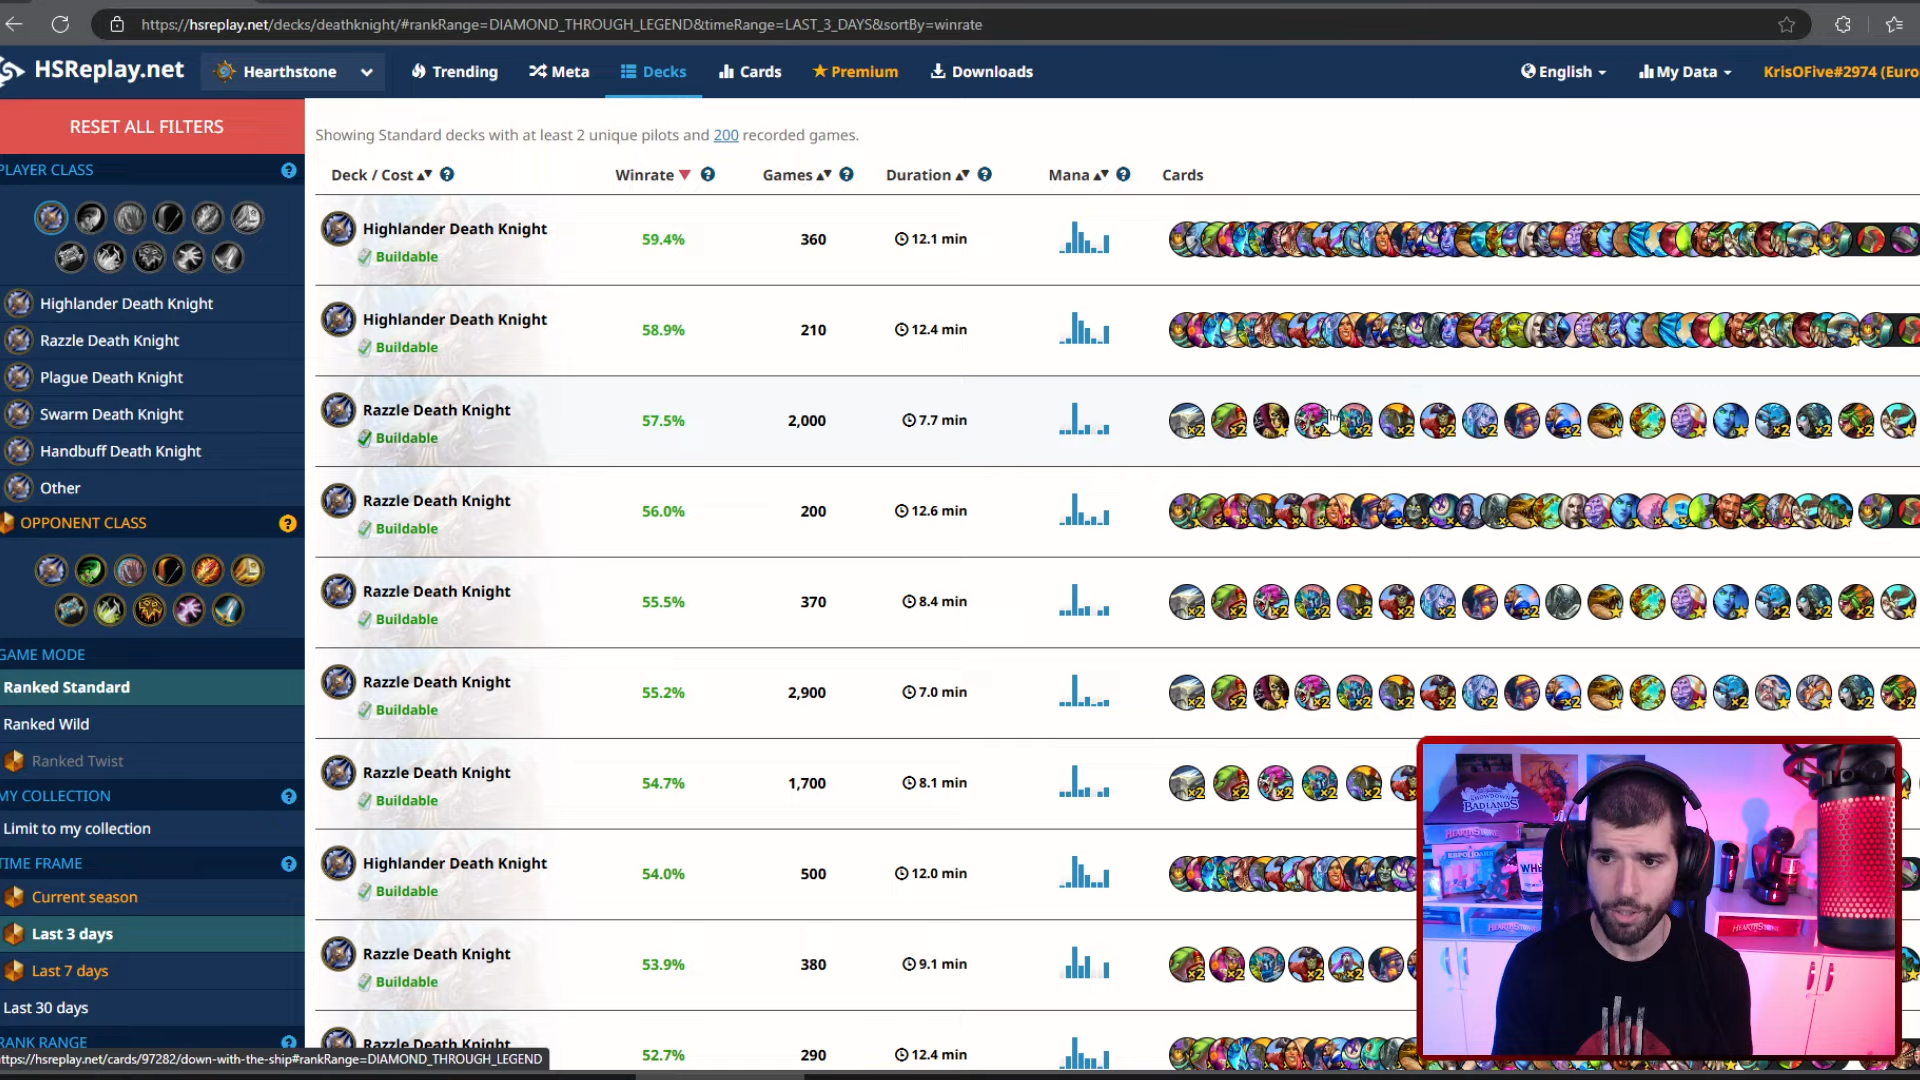 https://hsreplay.net/decks/deathknight/#rankRange=DIAMOND_THROUGH_LEGEND&timeRange=LAST_3_DAYS&sortBy=winrate
HSReplay.net Hearthstone Trending Meta Decks Cards Premium Downloads English My Data KrisOFive#2974 (Euro
RESET ALL FILTERS
PLAYER CLASS
Highlander Death Knight
Razzle Death Knight
Plague Death Knight
Swarm Death Knight
Handbuff Death Knight
Other
OPPONENT CLASS
GAME MODE
Ranked Standard
Ranked Wild
Ranked Twist
MY COLLECTION
Limit to my collection
TIME FRAME
Current season
Last 3 days
Last 7 days
Last 30 days
RANK RANGE
ttps://hsreplay.net/cards/97282/down-with-the-ship#rankRange=DIAMOND_THROUGH_LEGEND
Showing Standard decks with at least 2 unique pilots and 200 recorded games.
Deck / Cost Winrate Games Duration Mana Cards
Highlander Death Knight
Buildable
59.4% 360 12.1 min
Highlander Death Knight
Buildable
58.9% 210 12.4 min
Razzle Death Knight
Buildable
57.5% 2,000 7.7 min
Razzle Death Knight
Buildable
56.0% 200 12.6 min
Razzle Death Knight
Buildable
55.5% 370 8.4 min
Razzle Death Knight
Buildable
55.2% 2,900 7.0 min
Razzle Death Knight
Buildable
54.7% 1,700 8.1 min
Highlander Death Knight
Buildable
54.0% 500 12.0 min
Razzle Death Knight
Buildable
53.9% 380 9.1 min
Razzle Death Knight
52.7% 290 12.4 min
SHOWDOWN
BADLANDS
HEARTHSTONE
HEARTHSTONE